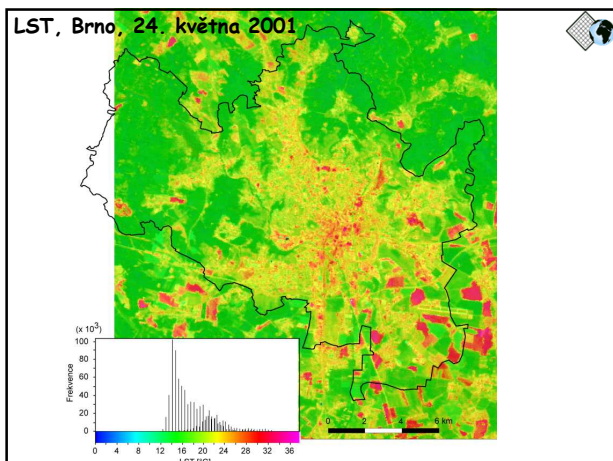 LST, Brno, 24. května 2001
(x 10³)
100
80
60
40
20
0
Frekvence
0 4 8 12 16 20 24 28 32 36
LST [°C]
0 2 4 6 km